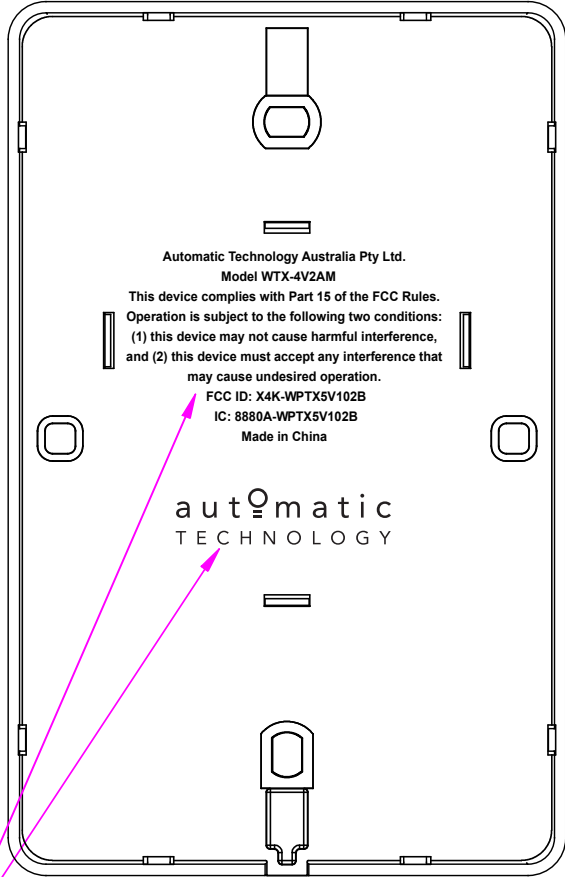 Automatic Technology Australia Pty Ltd.
Model WTX-4V2AM
This device complies with Part 15 of the FCC Rules.
Operation is subject to the following two conditions:
(1) this device may not cause harmful interference,
and (2) this device must accept any interference that
may cause undesired operation.
FCC ID: X4K-WPTX5V102B
IC: 8880A-WPTX5V102B
Made in China
automatic
TECHNOLOGY